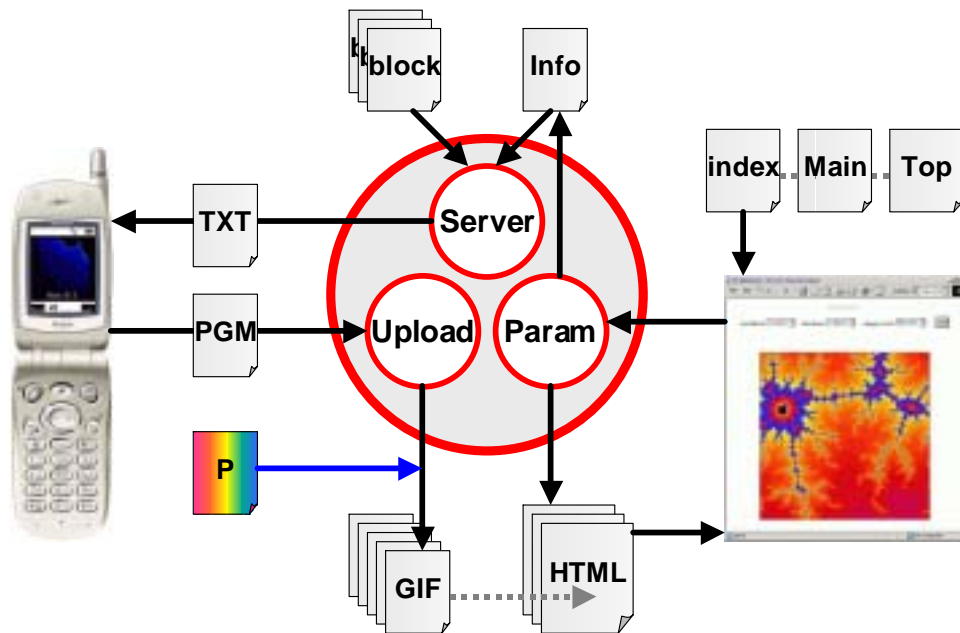 block
Info
index
Main
Top
TXT
Server
PGM
Upload
Param
P
GIF
HTML